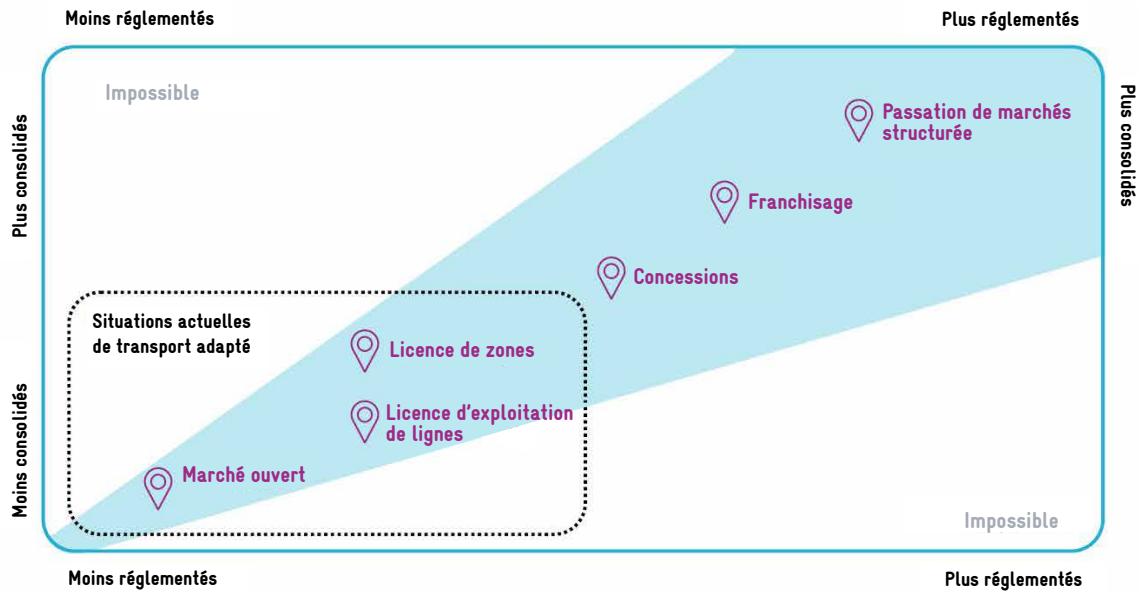 Moins réglementés
Plus réglementés
Impossible
Plus consolidés
Plus consolidés
Passation de marchés
structurée
Franchisage
Concessions
Situations actuelles
de transport adapté
Licence de zones
Licence d'exploitation
de lignes
Moins consolidés
Marché ouvert
Impossible
Moins réglementés
Plus réglementés